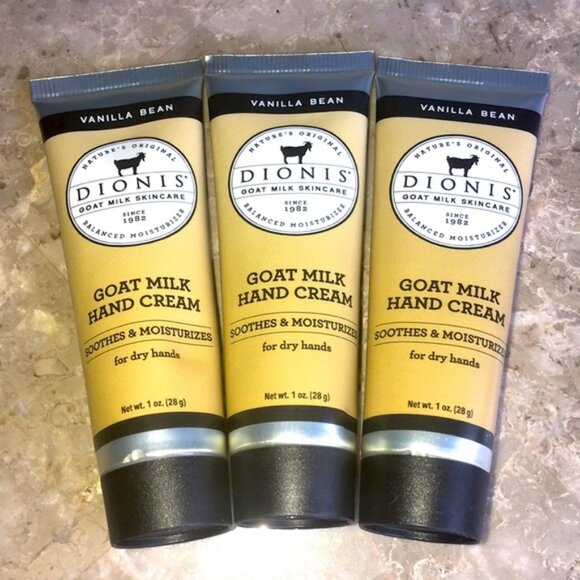 VANILLA BEAN
NATURE'S ORIGINAL
DIONIS
GOAT MILK SKINCARE
SINCE
1982
BALANCED MOISTURIZER
GOAT MILK
HAND CREAM
SOOTHES & MOISTURIZES
for dry hands
Net wt. 1 oz. (28 g)
VANILLA BEAN
NATURE'S ORIGINAL
DIONIS
GOAT MILK SKINCARE
SINCE
1982
BALANCED MOISTURIZER
GOAT MILK
HAND CREAM
SOOTHES & MOISTURIZES
for dry hands
Net wt. 1 oz. (28 g)
VANILLA BEAN
NATURE'S ORIGINAL
DIONIS
GOAT MILK SKINCARE
SINCE
1982
BALANCED MOISTURIZER
GOAT MILK
HAND CREAM
SOOTHES & MOISTURIZES
for dry hands
Net wt. 1 oz. (28 g)